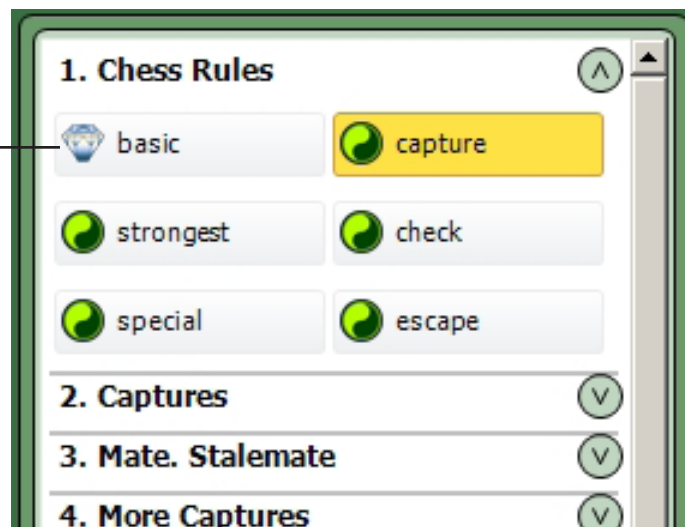 1. Chess Rules
basic capture
strongest check
special escape
2. Captures
3. Mate. Stalemate
4. More Captures